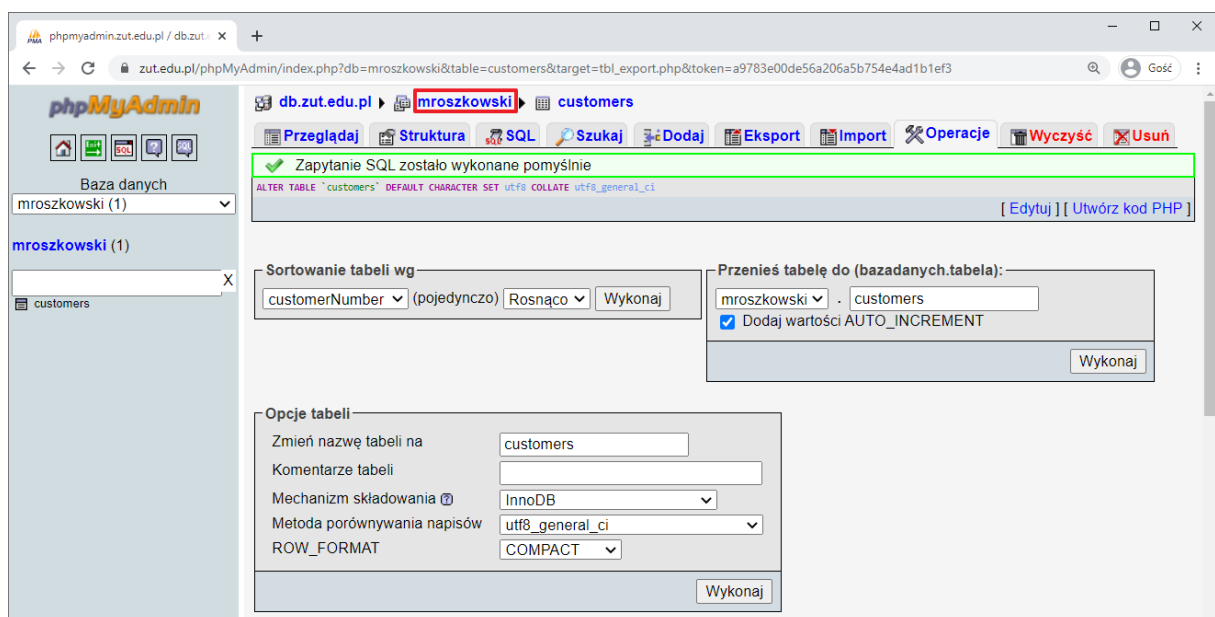 phpmyadmin.zut.edu.pl / db.zut.
zut.edu.pl/phpMyAdmin/index.php?db=mroszkowski&table=customers&target=tbl_export.php&token=a9783e00de56a206a5b754e4ad1b1ef3
Gość
phpMyAdmin
db.zut.edu.pl ▸ mroszkowski ▸ customers
Przeglądaj Struktura SQL Szukaj Dodaj Eksport Import Operacje Wyczyść Usuń
Zapytanie SQL zostało wykonane pomyślnie
ALTER TABLE `customers` DEFAULT CHARACTER SET utf8 COLLATE utf8_general_ci
[ Edytuj ] [ Utwórz kod PHP ]
Baza danych
mroszkowski (1)
mroszkowski (1)
X
customers
Sortowanie tabeli wg
customerNumber (pojedynczo) Rosnąco Wykonaj
Przenieś tabelę do (bazadanych.tabela):
mroszkowski . customers
Dodaj wartości AUTO_INCREMENT
Wykonaj
Opcje tabeli
Zmień nazwę tabeli na customers
Komentarze tabeli
Mechanizm składowania InnoDB
Metoda porównywania napisów utf8_general_ci
ROW_FORMAT COMPACT
Wykonaj